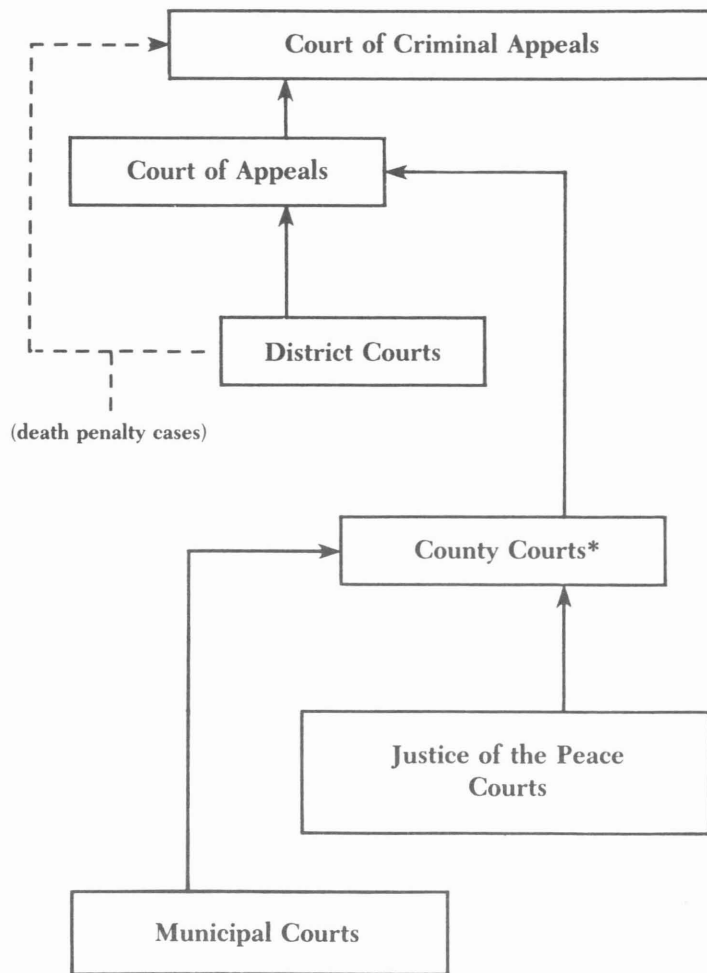 Court of Criminal Appeals
Court of Appeals
District Courts
(death penalty cases)
County Courts*
Justice of the Peace
Courts
Municipal Courts